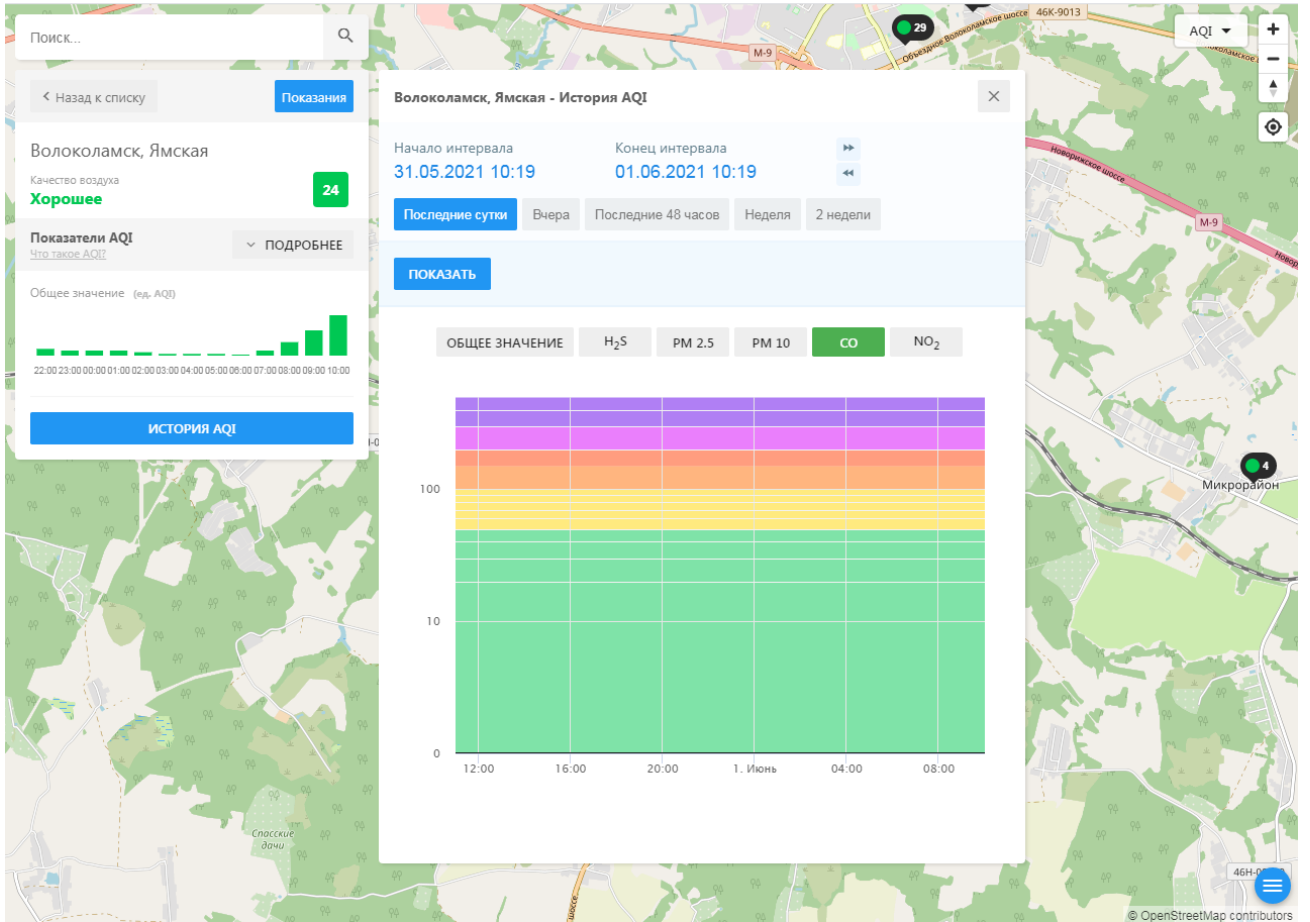 Поиск...
Назад к списку
Показания
Волоколамск, Ямская
Качество воздуха
Хорошее
24
Показатели AQI
Что такое AQI?
ПОДРОБНЕЕ
Общее значение (ед. AQI)
22:00 23:00 00:00 01:00 02:00 03:00 04:00 05:00 06:00 07:00 08:00 09:00 10:00
ИСТОРИЯ AQI
Волоколамск, Ямская - История AQI
Начало интервала
Конец интервала
31.05.2021 10:19
01.06.2021 10:19
Последние сутки
Вчера
Последние 48 часов
Неделя
2 недели
ПОКАЗАТЬ
ОБЩЕЕ ЗНАЧЕНИЕ
H₂S
PM 2.5
PM 10
CO
NO₂
100
10
0
12:00
16:00
20:00
1. Июнь
04:00
08:00
29
46К-9013
Объездное Волоколамское шоссе
M-9
AQI
Новорижское шоссе
M-9
4
Микрорайон
Спасские
дачи
шоссе
© OpenStreetMap contributors